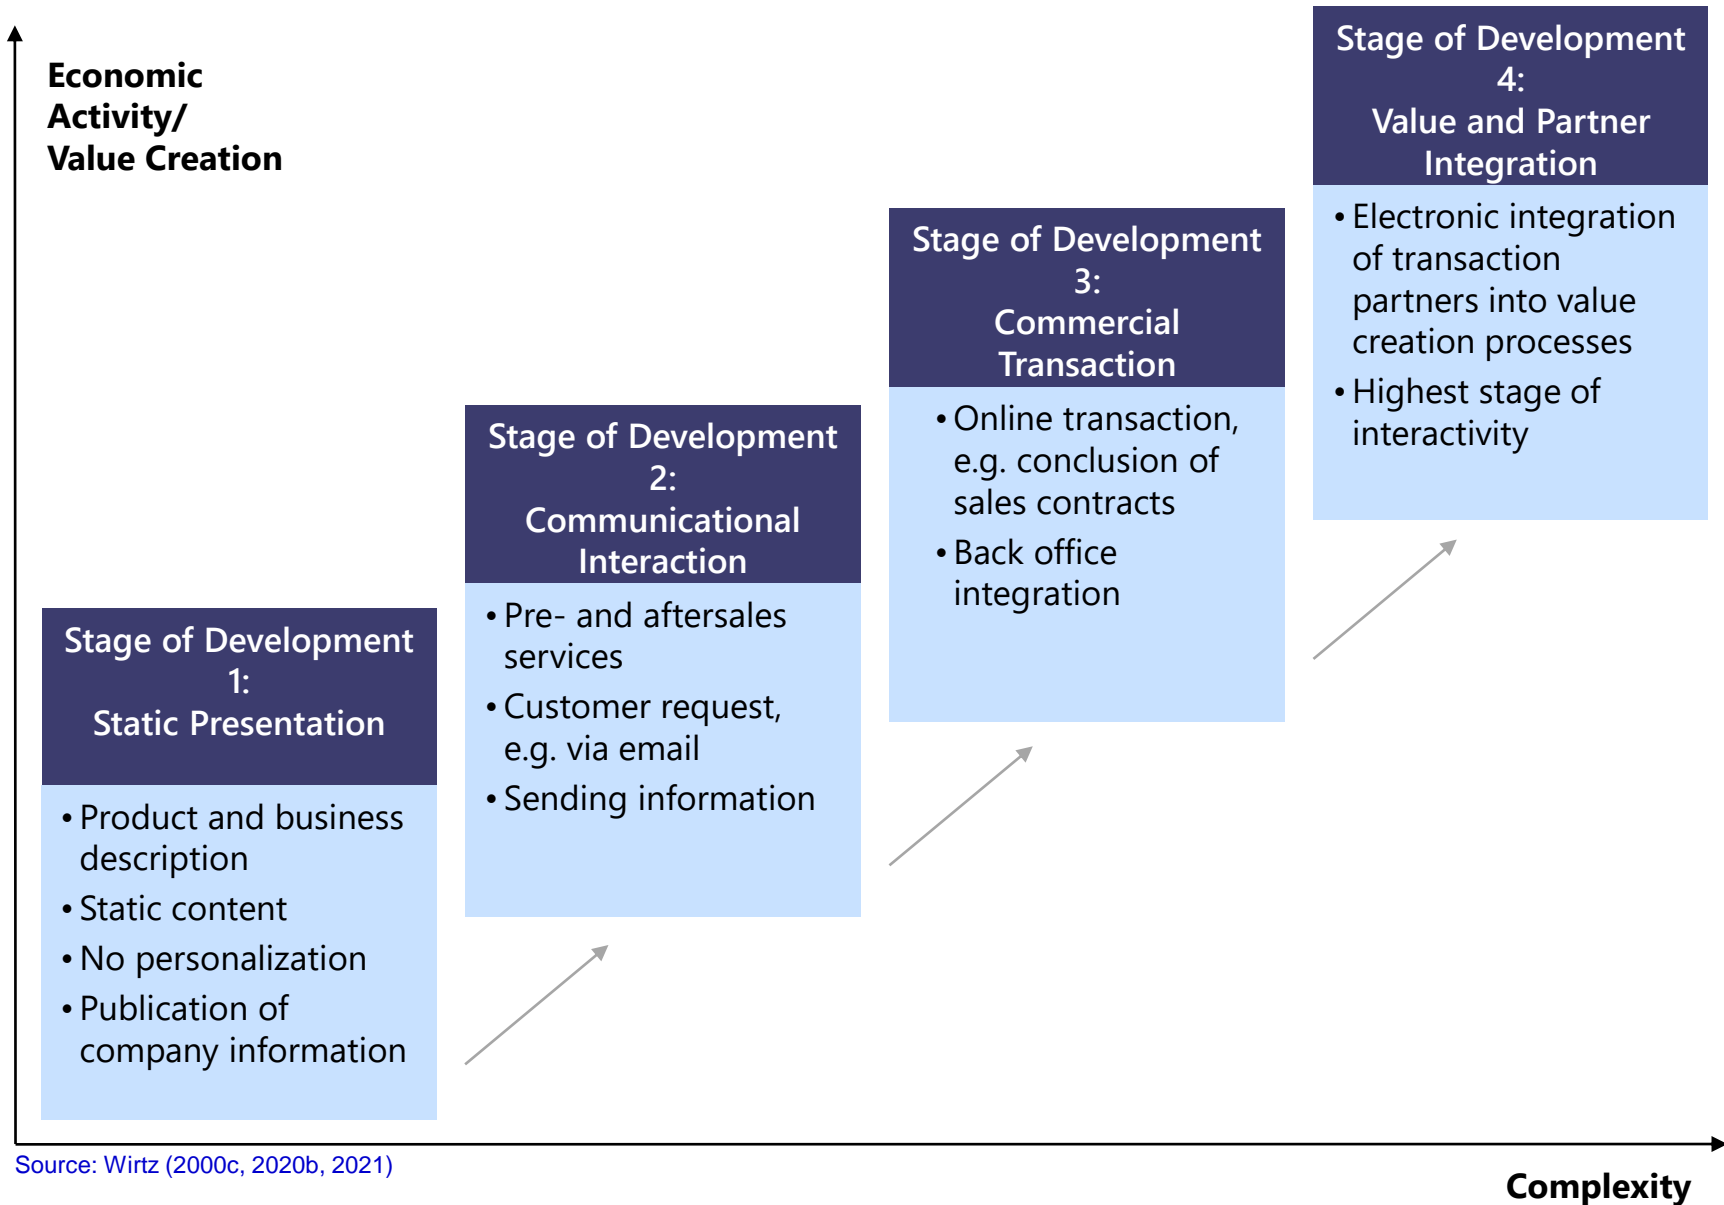 Economic
Activity/
Value Creation
Stage of Development
1:
Static Presentation
• Product and business
description
• Static content
• No personalization
• Publication of
company information
Stage of Development
2:
Communicational
Interaction
• Pre- and aftersales
services
• Customer request,
e.g. via email
• Sending information
Stage of Development
3:
Commercial
Transaction
• Online transaction,
e.g. conclusion of
sales contracts
• Back office
integration
Stage of Development
4:
Value and Partner
Integration
• Electronic integration
of transaction
partners into value
creation processes
• Highest stage of
interactivity
Source: Wirtz (2000c, 2020b, 2021)
Complexity